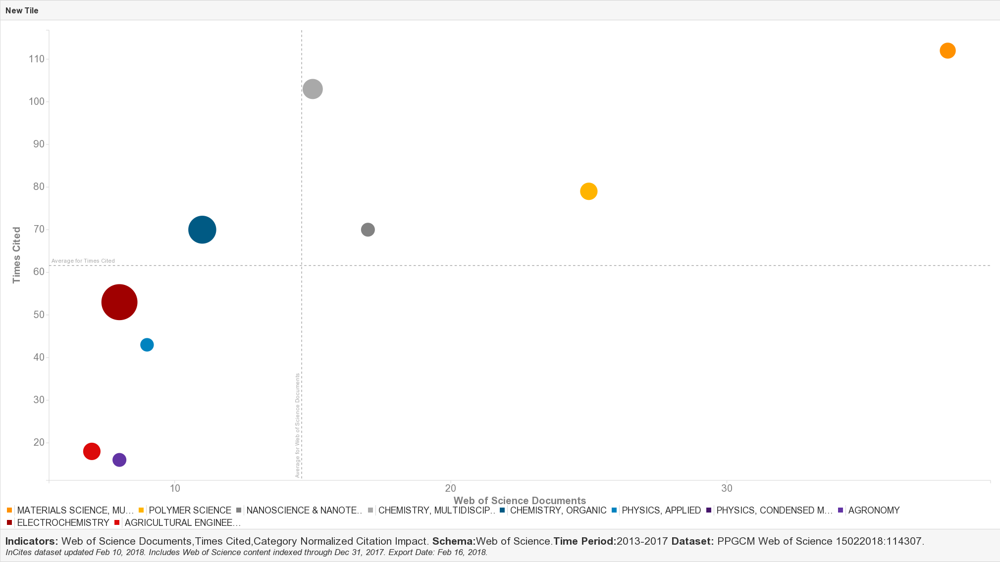 New Tile
110
100
90
80
70
60
50
40
30
20
Times Cited
Average for Times Cited
Average for Web of Science Documents
10
20
30
Web of Science Documents
MATERIALS SCIENCE, MU… POLYMER SCIENCE NANOSCIENCE & NANOTE.. CHEMISTRY, MULTIDISCIP.. CHEMISTRY, ORGANIC PHYSICS, APPLIED PHYSICS, CONDENSED M… AGRONOMY
ELECTROCHEMISTRY AGRICULTURAL ENGINEE…
Indicators: Web of Science Documents,Times Cited,Category Normalized Citation Impact. Schema:Web of Science.Time Period:2013-2017 Dataset: PPGCM Web of Science 15022018:114307.
InCites dataset updated Feb 10, 2018. Includes Web of Science content indexed through Dec 31, 2017. Export Date: Feb 16, 2018.